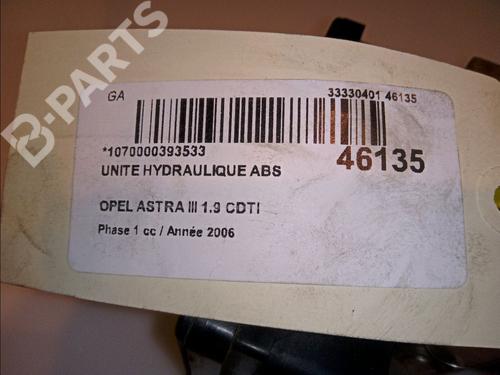 B-PARTS
GA
33330401 46135
*1070000393533
46135
UNITE HYDRAULIQUE ABS
OPEL ASTRA III 1.9 CDTI
Phase 1 cc / Année 2006